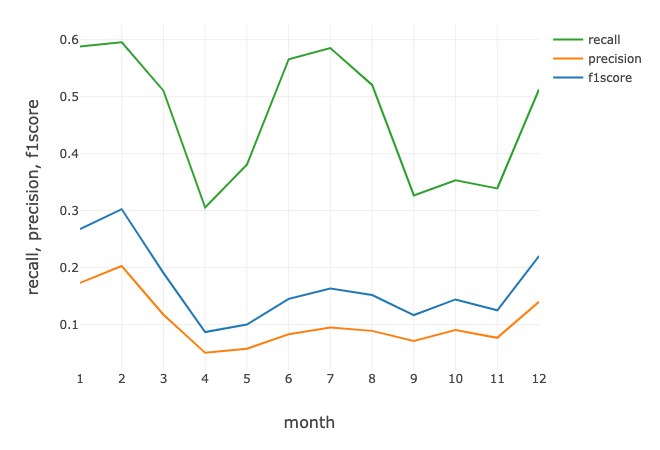 recall
precision
f1score
recall, precision, f1score
0.6
0.5
0.4
0.3
0.2
0.1
1 2 3 4 5 6 7 8 9 10 11 12
month